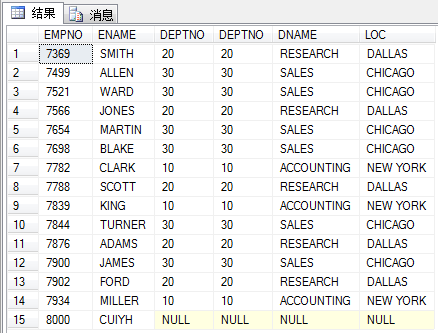 结果 消息
EMPNO ENAME DEPTNO DEPTNO DNAME LOC
1 7369 SMITH 20 20 RESEARCH DALLAS
2 7499 ALLEN 30 30 SALES CHICAGO
3 7521 WARD 30 30 SALES CHICAGO
4 7566 JONES 20 20 RESEARCH DALLAS
5 7654 MARTIN 30 30 SALES CHICAGO
6 7698 BLAKE 30 30 SALES CHICAGO
7 7782 CLARK 10 10 ACCOUNTING NEW YORK
8 7788 SCOTT 20 20 RESEARCH DALLAS
9 7839 KING 10 10 ACCOUNTING NEW YORK
10 7844 TURNER 30 30 SALES CHICAGO
11 7876 ADAMS 20 20 RESEARCH DALLAS
12 7900 JAMES 30 30 SALES CHICAGO
13 7902 FORD 20 20 RESEARCH DALLAS
14 7934 MILLER 10 10 ACCOUNTING NEW YORK
15 8000 CUIYH NULL NULL NULL NULL